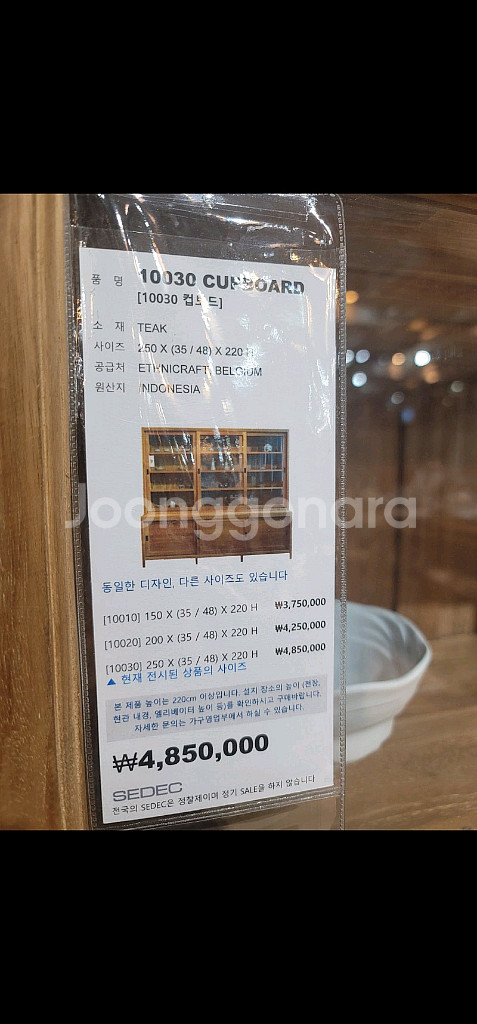 품 명 10030 CUPBOARD
[10030 컵보드]
소 재 TEAK
사이즈 250 X (35 / 48) X 220 H
공급처 ETHNICRAFT, BELGIUM
원산지 INDONESIA
Joonggonara
동일한 디자인, 다른 사이즈도 있습니다
[10010] 150 X (35 / 48) X 220 H ₩3,750,000
[10020] 200 X (35 / 48) X 220 H ₩4,250,000
[10030] 250 X (35 / 48) X 220 H ₩4,850,000
▲ 현재 전시된 상품의 사이즈
본 제품 높이는 220cm 이상입니다. 설치 장소의 높이 (천장,
현관 내경, 엘리베이터 높이 등)를 확인하시고 구매바랍니다.
자세한 문의는 가구영업부에서 하실 수 있습니다.
₩4,850,000
SEDEC
전국의 SEDEC은 정찰제이며 정기 SALE을 하지 않습니다